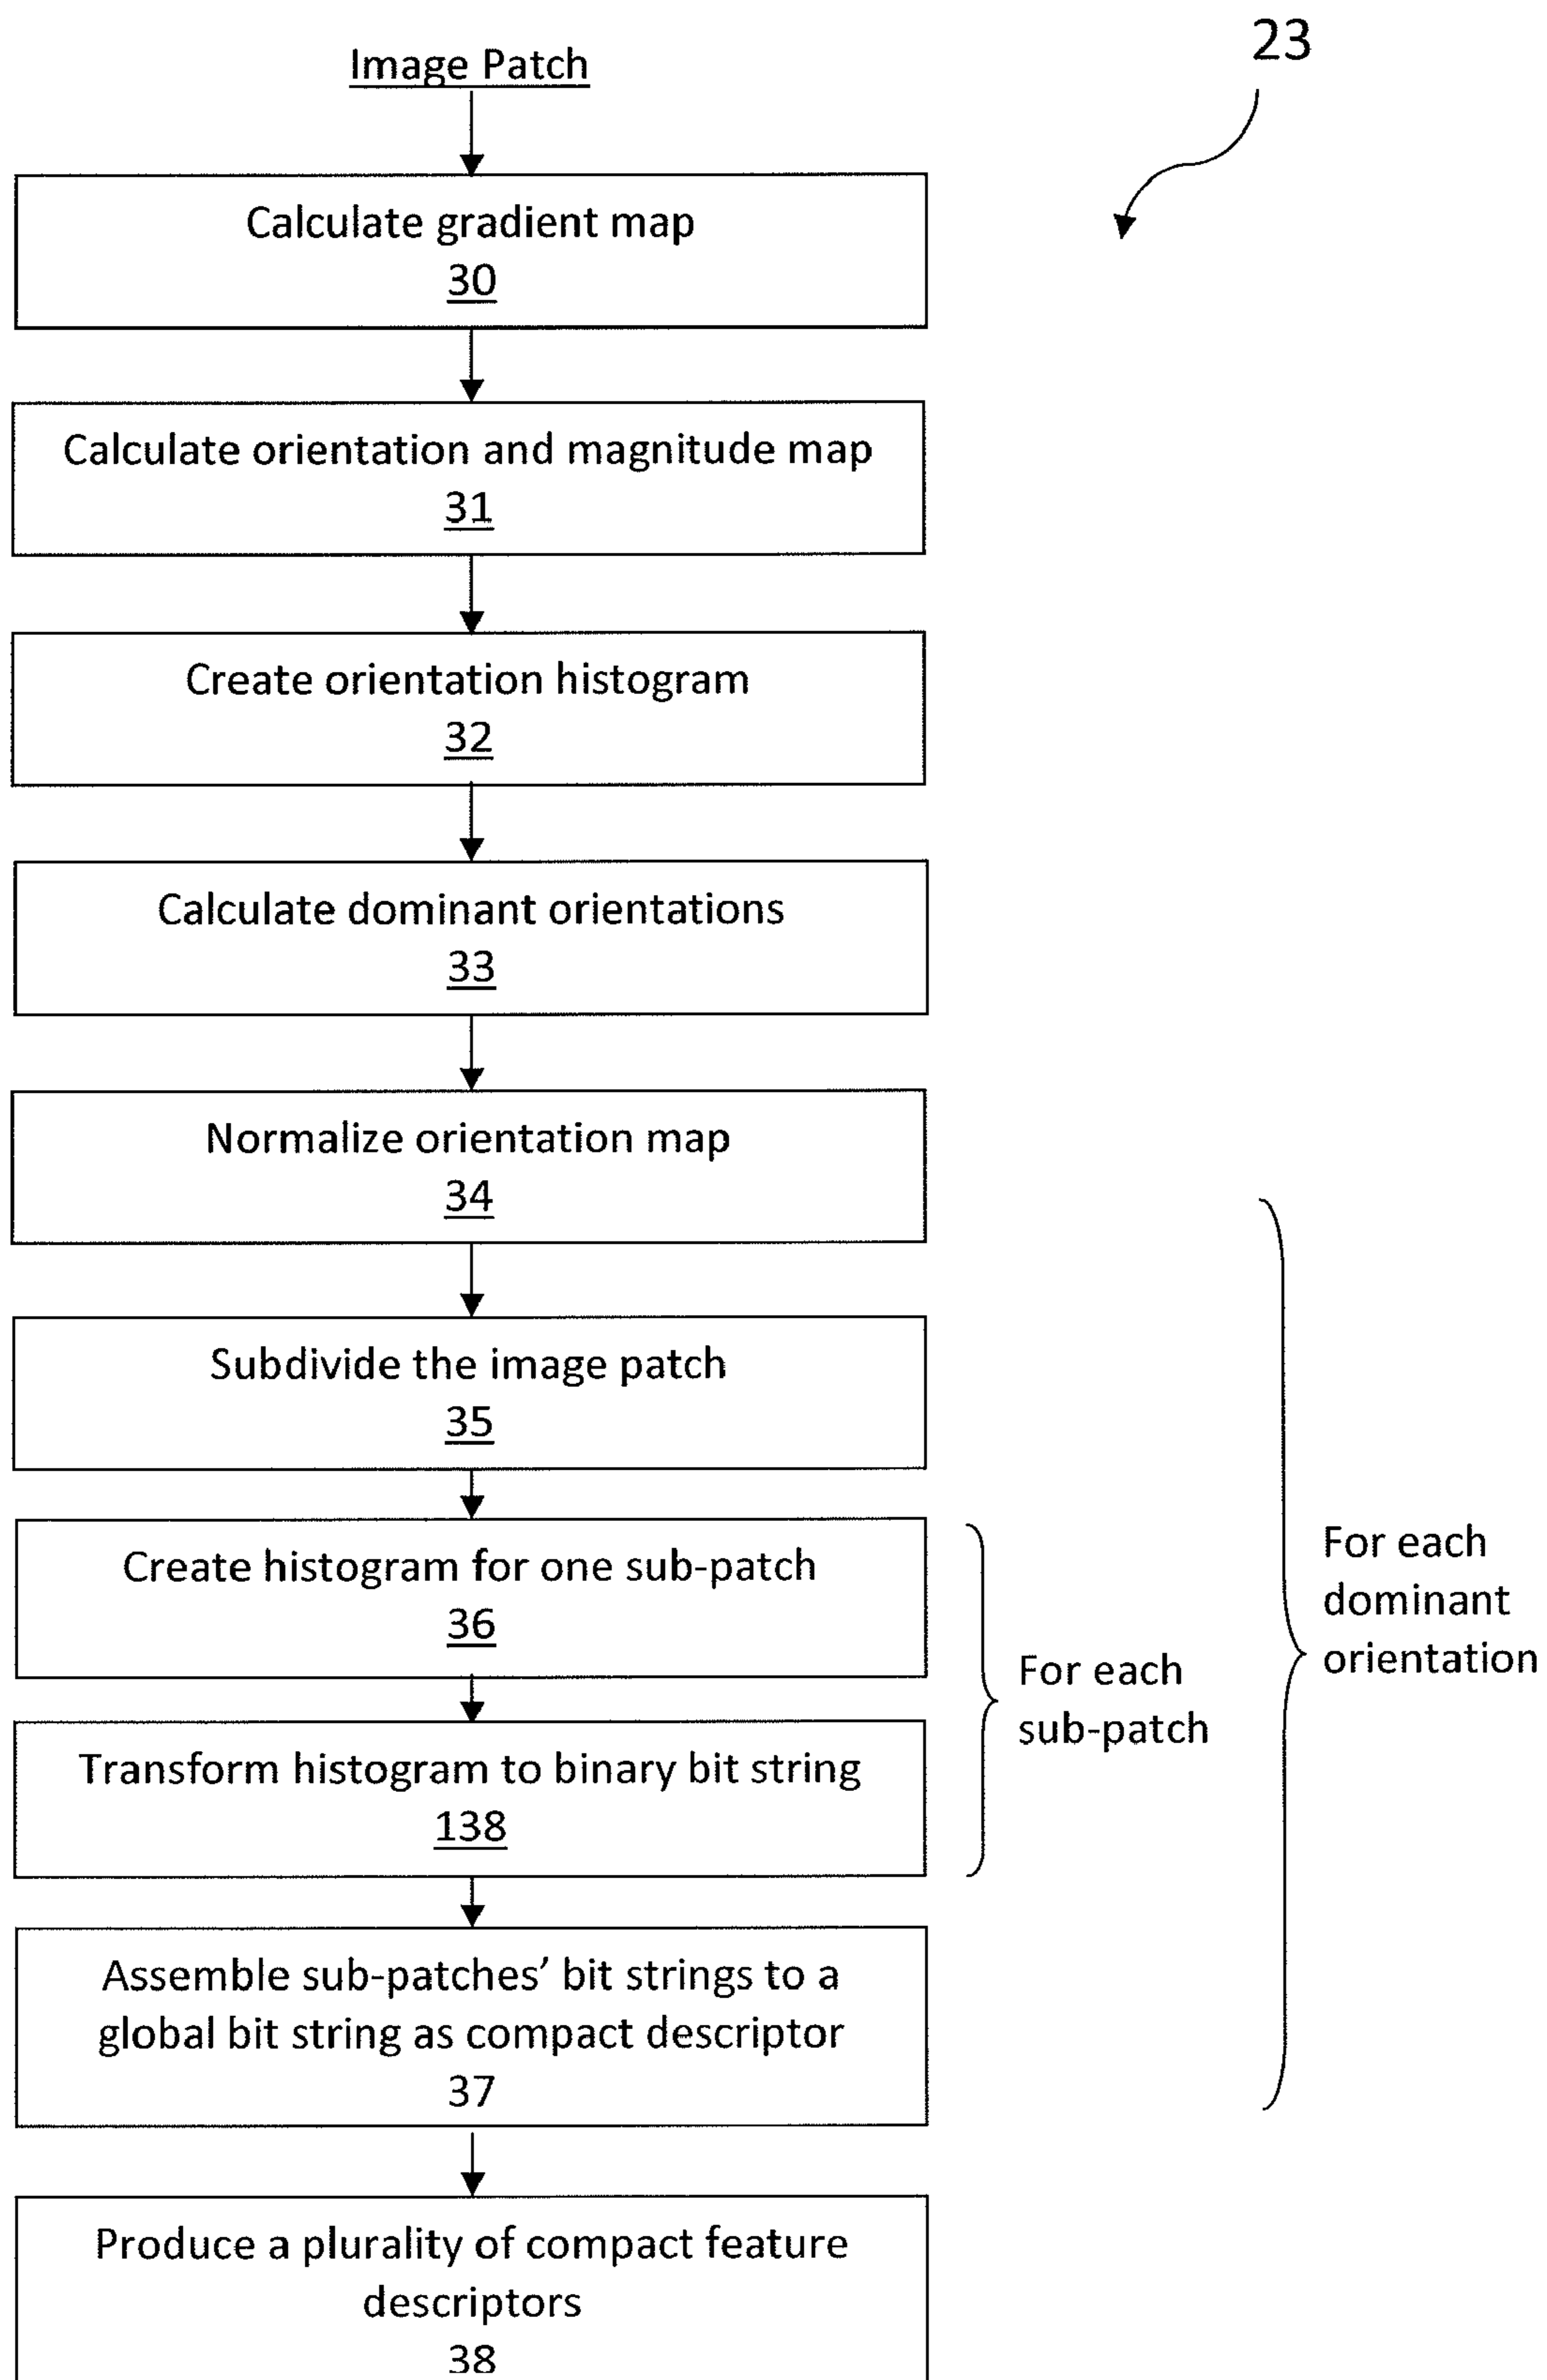 23
Image Patch
Calculate gradient map
30
Calculate orientation and magnitude map
31
Create orientation histogram
32
Calculate dominant orientations
33
Normalize orientation map
34
Subdivide the image patch
35
Create histogram for one sub-patch
36
Transform histogram to binary bit string
138
For each
sub-patch
For each
dominant
orientation
Assemble sub-patches’ bit strings to a
global bit string as compact descriptor
37
Produce a plurality of compact feature
descriptors
38